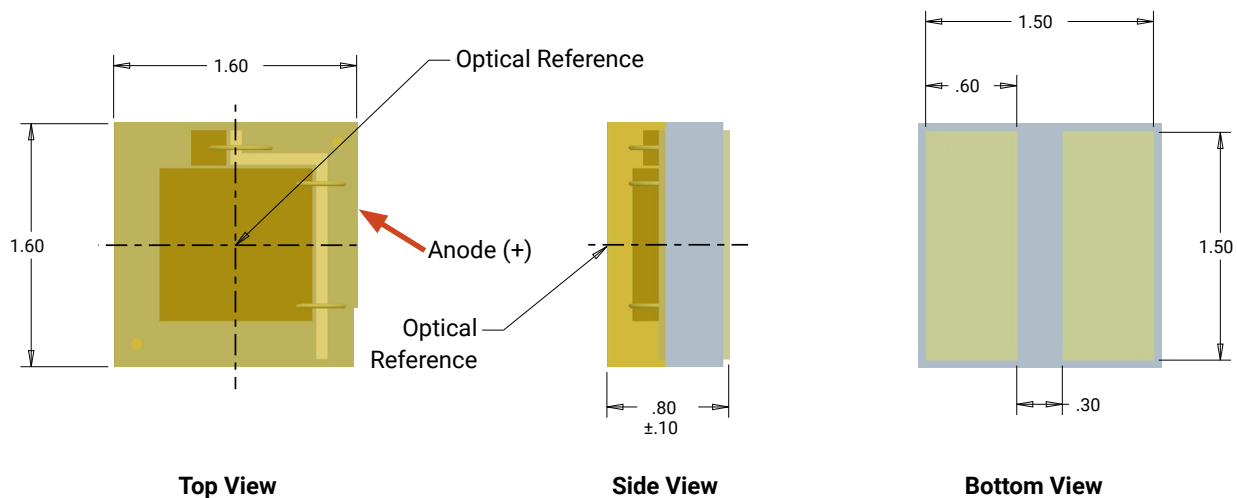 1.60
Optical Reference
1.60
Anode (+)
Top View
Optical
Reference
.80
±.10
Side View
1.50
.60
1.50
.30
Bottom View